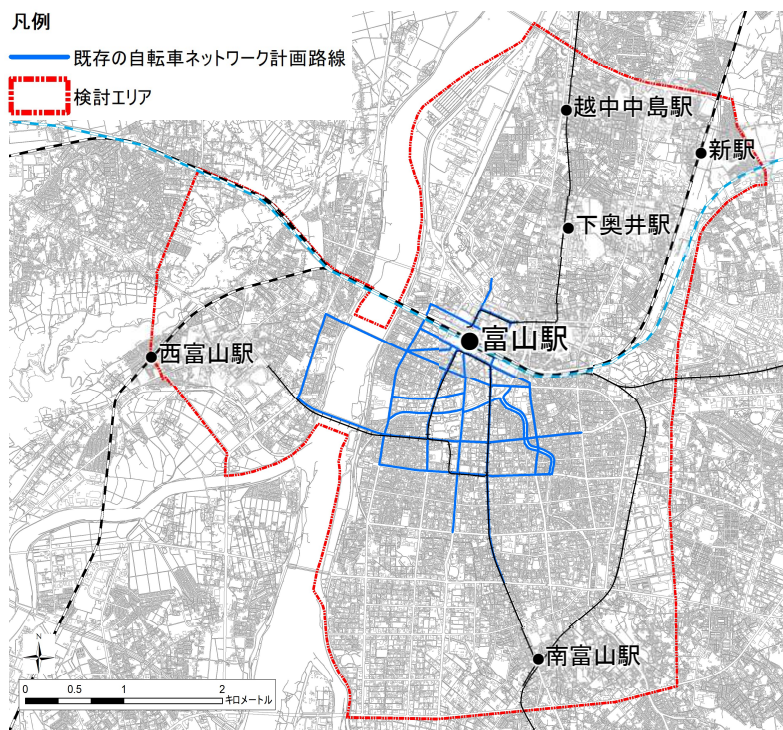 凡例
既存の自転車ネットワーク計画路線
検討エリア
越中中島駅
新駅
下奥井駅
富山駅
西富山駅
南富山駅
N
0 0.5 1 2
キロメートル